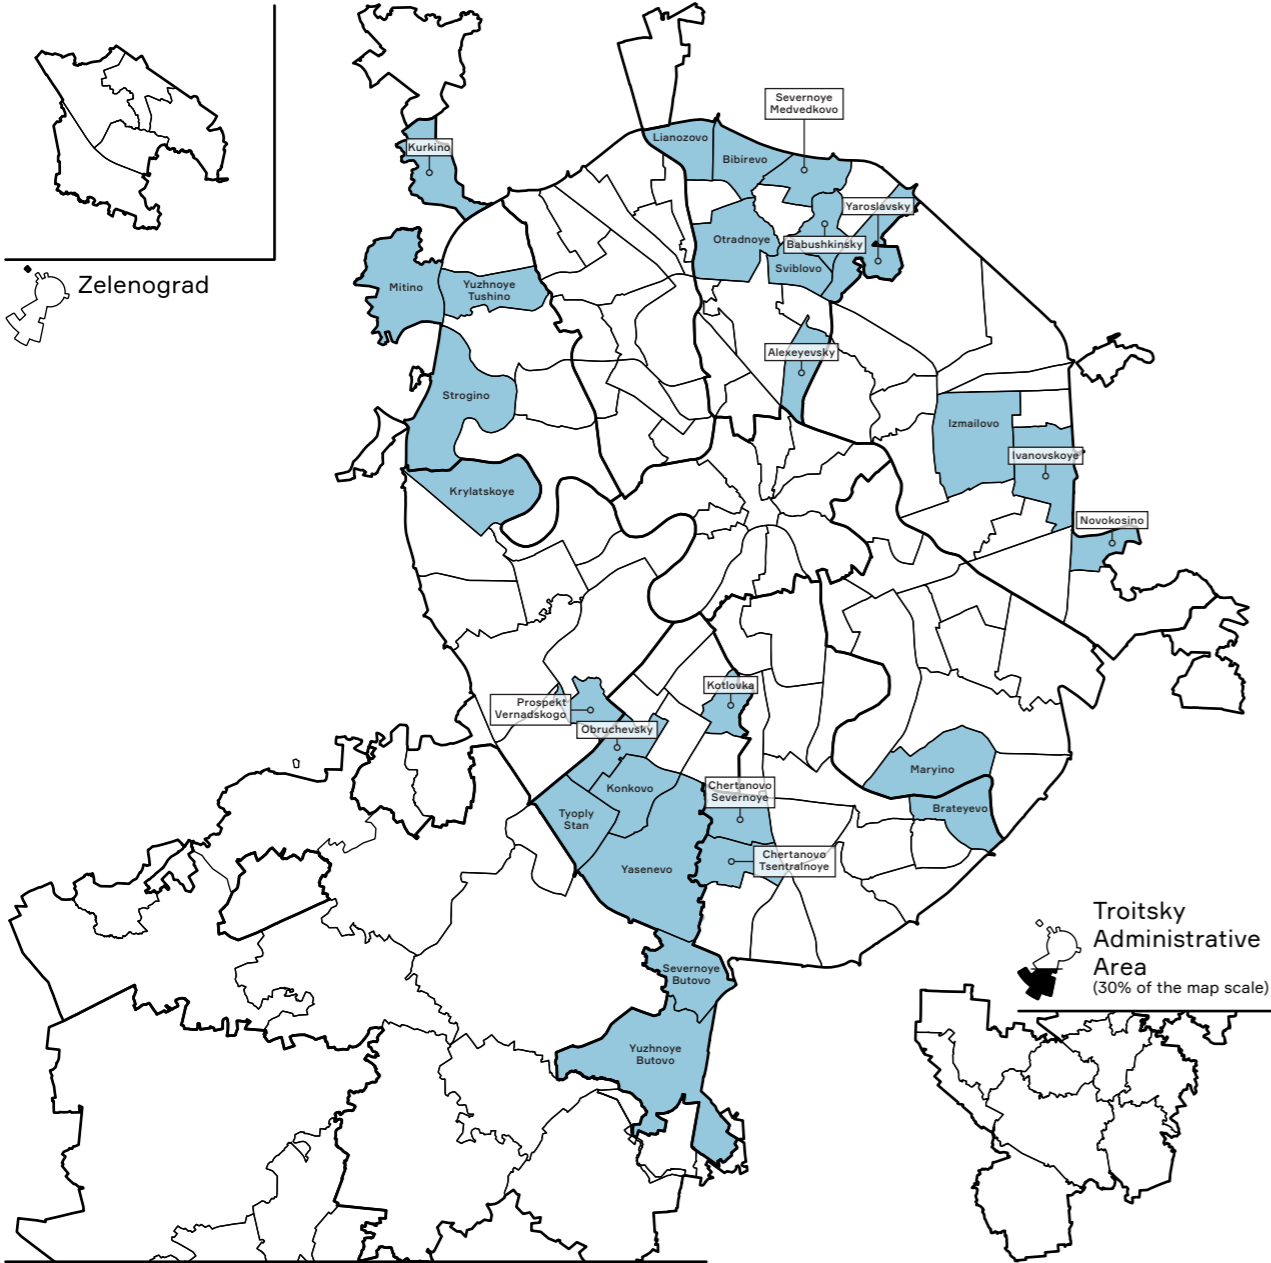 Severnoye
Medvedkovo
Lianozovo
Kurkino
Bibirevo
Yaroslavsky
Otradnoye
Babushkinsky
Sviblovo
Zelenograd
Mitino
Yuzhnoye
Tushino
Alexeyevsky
Strogino
Izmailovo
Ivanovskoye
Krylatskoye
Novokosino
Kotlovka
Prospekt
Vernadskogo
Obruchevsky
Maryino
Konkovo
Chertanovo
Severnoye
Brateyevo
Tyoply
Stan
Chertanovo
Tsentralnoye
Yasenevo
Troitsky
Administrative
Area
(30% of the map scale)
Severnoye
Butovo
Yuzhnoye
Butovo